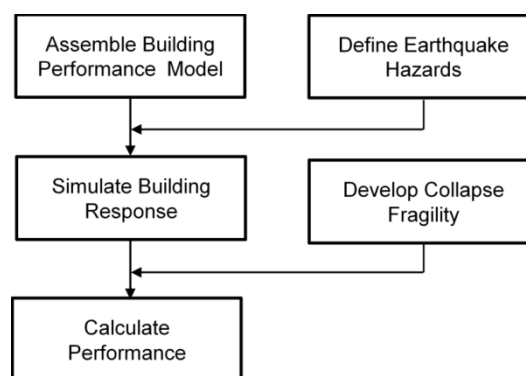 Assemble Building
Performance Model
Define Earthquake
Hazards
Simulate Building
Response
Develop Collapse
Fragility
Calculate
Performance